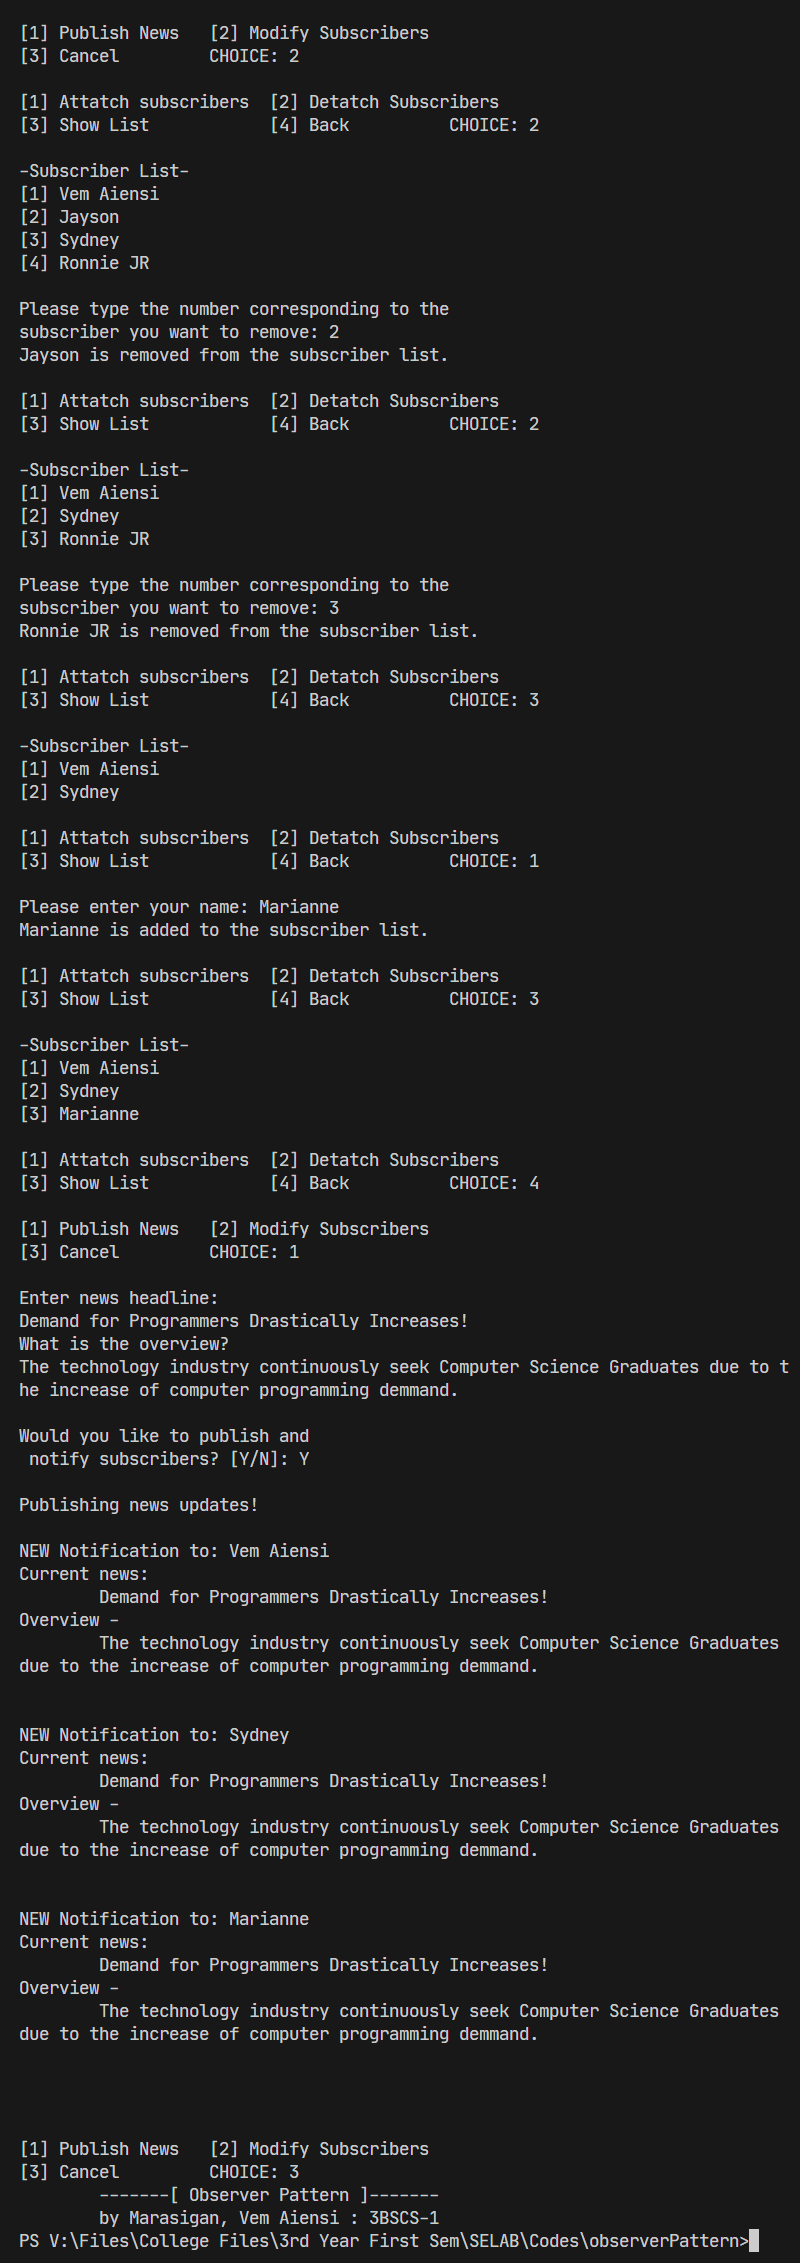 [1] Publish News   [2] Modify Subscribers
[3] Cancel         CHOICE: 2
[1] Attatch subscribers  [2] Detatch Subscribers
[3] Show List            [4] Back          CHOICE: 2
-Subscriber List-
[1] Vem Aiensi
[2] Jayson
[3] Sydney
[4] Ronnie JR
Please type the number corresponding to the
subscriber you want to remove: 2
Jayson is removed from the subscriber list.
[1] Attatch subscribers  [2] Detatch Subscribers
[3] Show List            [4] Back          CHOICE: 2
-Subscriber List-
[1] Vem Aiensi
[2] Sydney
[3] Ronnie JR
Please type the number corresponding to the
subscriber you want to remove: 3
Ronnie JR is removed from the subscriber list.
[1] Attatch subscribers  [2] Detatch Subscribers
[3] Show List            [4] Back          CHOICE: 3
-Subscriber List-
[1] Vem Aiensi
[2] Sydney
[1] Attatch subscribers  [2] Detatch Subscribers
[3] Show List            [4] Back          CHOICE: 1
Please enter your name: Marianne
Marianne is added to the subscriber list.
[1] Attatch subscribers  [2] Detatch Subscribers
[3] Show List            [4] Back          CHOICE: 3
-Subscriber List-
[1] Vem Aiensi
[2] Sydney
[3] Marianne
[1] Attatch subscribers  [2] Detatch Subscribers
[3] Show List            [4] Back          CHOICE: 4
[1] Publish News   [2] Modify Subscribers
[3] Cancel         CHOICE: 1
Enter news headline:
Demand for Programmers Drastically Increases!
What is the overview?
The technology industry continuously seek Computer Science Graduates due to t
he increase of computer programming demmand.
Would you like to publish and
 notify subscribers? [Y/N]: Y
Publishing news updates!
NEW Notification to: Vem Aiensi
Current news:
        Demand for Programmers Drastically Increases!
Overview -
        The technology industry continuously seek Computer Science Graduates
due to the increase of computer programming demmand.
NEW Notification to: Sydney
Current news:
        Demand for Programmers Drastically Increases!
Overview -
        The technology industry continuously seek Computer Science Graduates
due to the increase of computer programming demmand.
NEW Notification to: Marianne
Current news:
        Demand for Programmers Drastically Increases!
Overview -
        The technology industry continuously seek Computer Science Graduates
due to the increase of computer programming demmand.
[1] Publish News   [2] Modify Subscribers
[3] Cancel         CHOICE: 3
        -------[ Observer Pattern ]-------
        by Marasigan, Vem Aiensi : 3BSCS-1
PS V:\Files\College Files\3rd Year First Sem\SELAB\Codes\observerPattern>